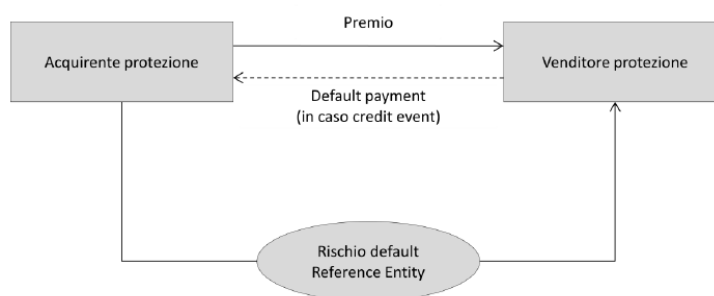 Premio
Acquirente protezione
Venditore protezione
Default payment
(in caso credit event)
Rischio default
Reference Entity